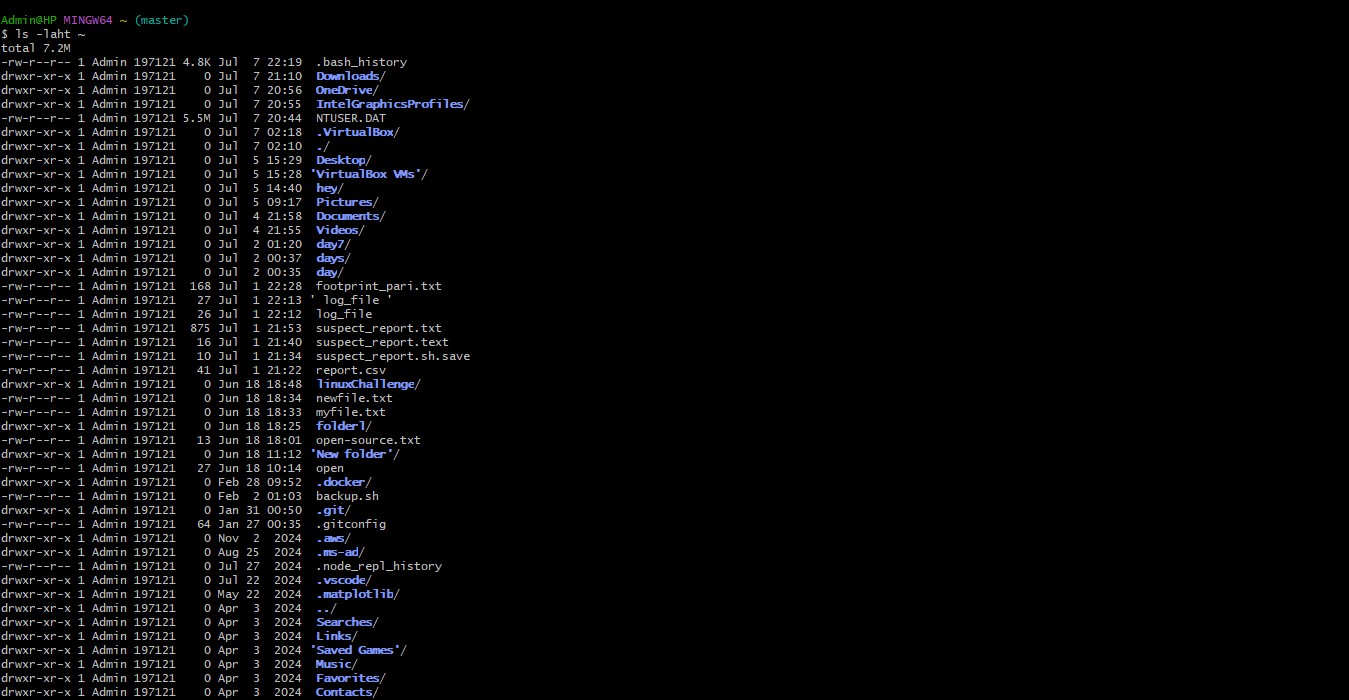 Admin@HP MINGW64 ~ (master)
$ ls -laht ~
total 7.2M
-rw-r--r-- 1 Admin 197121 4.8K Jul  7 22:19  .bash_history
drwxr-xr-x 1 Admin 197121    0 Jul  7 21:10  Downloads/
drwxr-xr-x 1 Admin 197121    0 Jul  7 20:56  OneDrive/
drwxr-xr-x 1 Admin 197121    0 Jul  7 20:55  IntelGraphicsProfiles/
-rw-r--r-- 1 Admin 197121 5.5M Jul  7 20:44  NTUSER.DAT
drwxr-xr-x 1 Admin 197121    0 Jul  7 02:18  .VirtualBox/
drwxr-xr-x 1 Admin 197121    0 Jul  7 02:10  ./
drwxr-xr-x 1 Admin 197121    0 Jul  5 15:29  Desktop/
drwxr-xr-x 1 Admin 197121    0 Jul  5 15:28 'VirtualBox VMs'/
drwxr-xr-x 1 Admin 197121    0 Jul  5 14:40  hey/
drwxr-xr-x 1 Admin 197121    0 Jul  5 09:17  Pictures/
drwxr-xr-x 1 Admin 197121    0 Jul  4 21:58  Documents/
drwxr-xr-x 1 Admin 197121    0 Jul  4 21:55  Videos/
drwxr-xr-x 1 Admin 197121    0 Jul  2 01:20  day7/
drwxr-xr-x 1 Admin 197121    0 Jul  2 00:37  days/
drwxr-xr-x 1 Admin 197121    0 Jul  2 00:35  day/
-rw-r--r-- 1 Admin 197121  168 Jul  1 22:28  footprint_pari.txt
-rw-r--r-- 1 Admin 197121   27 Jul  1 22:13 ' log_file '
-rw-r--r-- 1 Admin 197121   26 Jul  1 22:12  log_file
-rw-r--r-- 1 Admin 197121  875 Jul  1 21:53  suspect_report.txt
-rw-r--r-- 1 Admin 197121   16 Jul  1 21:40  suspect_report.text
-rw-r--r-- 1 Admin 197121   10 Jul  1 21:34  suspect_report.sh.save
-rw-r--r-- 1 Admin 197121   41 Jul  1 21:22  report.csv
drwxr-xr-x 1 Admin 197121    0 Jun 18 18:48  linuxChallenge/
-rw-r--r-- 1 Admin 197121    0 Jun 18 18:34  newfile.txt
-rw-r--r-- 1 Admin 197121    0 Jun 18 18:33  myfile.txt
drwxr-xr-x 1 Admin 197121    0 Jun 18 18:25  folder1/
-rw-r--r-- 1 Admin 197121   13 Jun 18 18:01  open-source.txt
drwxr-xr-x 1 Admin 197121    0 Jun 18 11:12 'New folder'/
-rw-r--r-- 1 Admin 197121   27 Jun 18 10:14  open
drwxr-xr-x 1 Admin 197121    0 Feb 28 09:52  .docker/
-rw-r--r-- 1 Admin 197121    0 Feb  2 01:03  backup.sh
drwxr-xr-x 1 Admin 197121    0 Jan 31 00:50  .git/
-rw-r--r-- 1 Admin 197121   64 Jan 27 00:35  .gitconfig
drwxr-xr-x 1 Admin 197121    0 Nov  2  2024  .aws/
drwxr-xr-x 1 Admin 197121    0 Aug 25  2024  .ms-ad/
-rw-r--r-- 1 Admin 197121    0 Jul 27  2024  .node_repl_history
drwxr-xr-x 1 Admin 197121    0 Jul 22  2024  .vscode/
drwxr-xr-x 1 Admin 197121    0 May 22  2024  .matplotlib/
drwxr-xr-x 1 Admin 197121    0 Apr  3  2024  ../
drwxr-xr-x 1 Admin 197121    0 Apr  3  2024  Searches/
drwxr-xr-x 1 Admin 197121    0 Apr  3  2024  Links/
drwxr-xr-x 1 Admin 197121    0 Apr  3  2024 'Saved Games'/
drwxr-xr-x 1 Admin 197121    0 Apr  3  2024  Music/
drwxr-xr-x 1 Admin 197121    0 Apr  3  2024  Favorites/
drwxr-xr-x 1 Admin 197121    0 Apr  3  2024  Contacts/